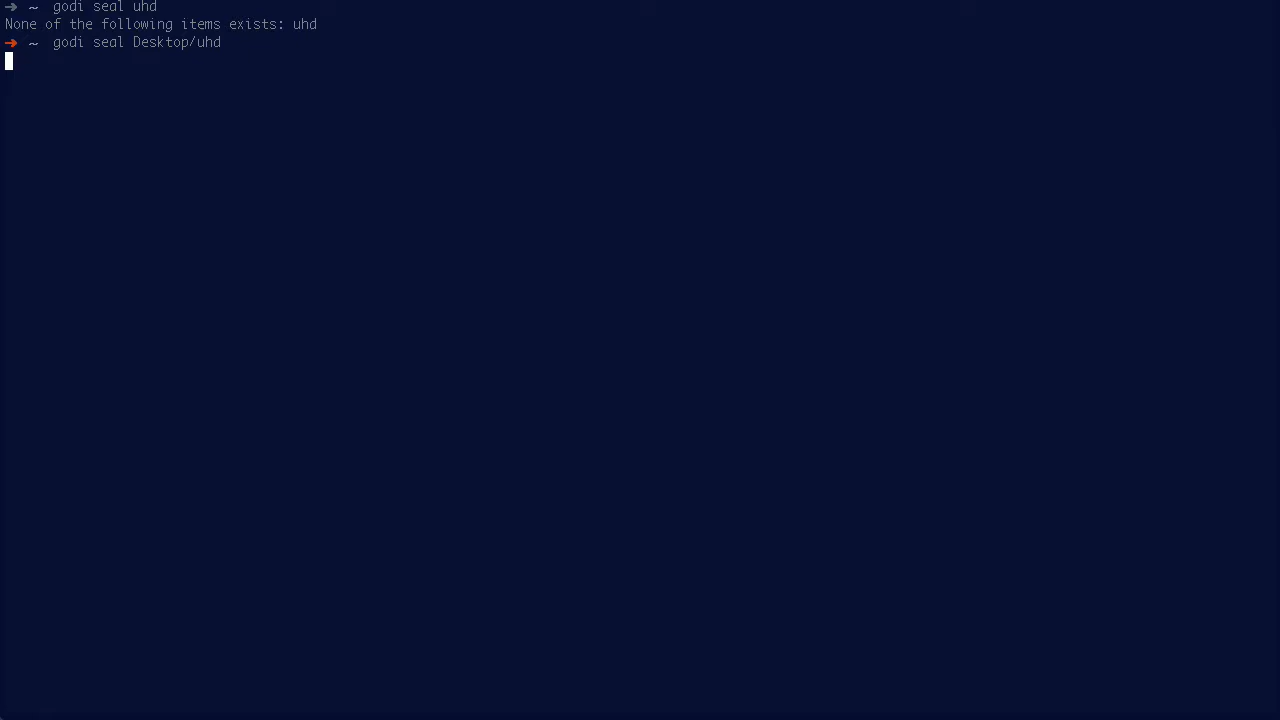 ➜ ~ godi seal uhd
None of the following items exists: uhd
➜ ~ godi seal Desktop/uhd